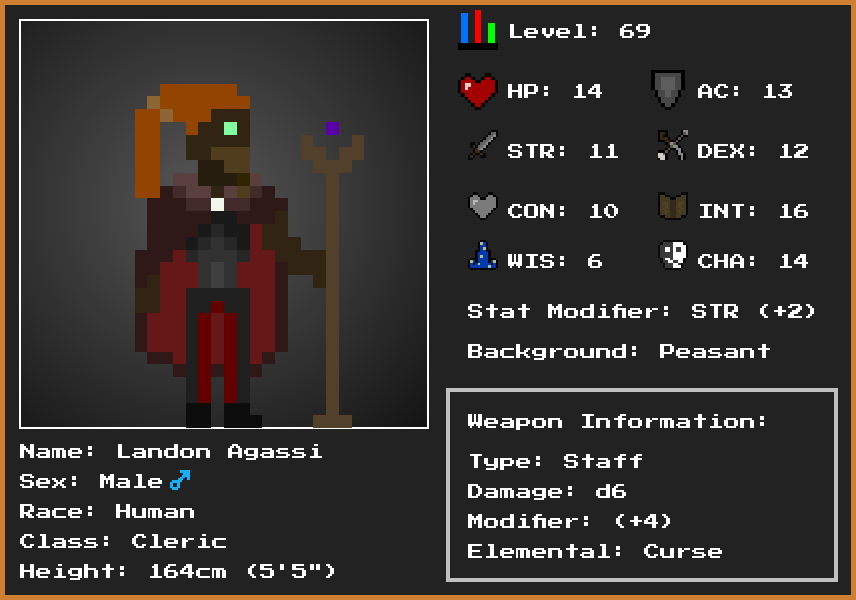 Level: 69
HP: 14 AC: 13
STR: 11 DEX: 12
CON: 10 INT: 16
WIS: 6 CHA: 14
Stat Modifier: STR (+2)
Background: Peasant
Weapon Information:
Type: Staff
Damage: d6
Modifier: (+4)
Elemental: Curse
Name: Landon Agassi
Sex: Male♂
Race: Human
Class: Cleric
Height: 164cm (5'5")